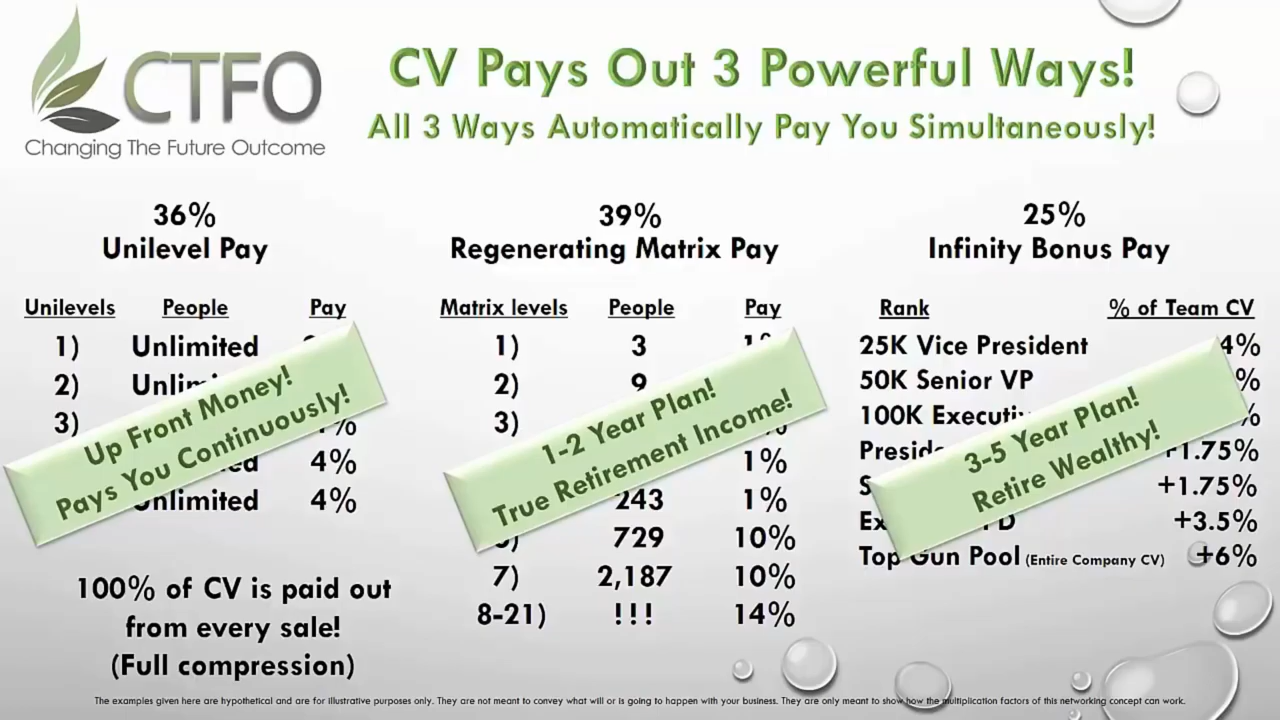 CTFO
Changing The Future Outcome
CV Pays Out 3 Powerful Ways!
All 3 Ways Automatically Pay You Simultaneously!
36%
Unilevel Pay
Unilevels People Pay
1) Unlimited
2)
3)
4%
Unlimited 4%
Up Front Money!
Pays You Continuously!
100% of CV is paid out
from every sale!
(Full compression)
39%
Regenerating Matrix Pay
Matrix levels People Pay
1) 3
2) 9
3)
1%
243 1%
729 10%
7) 2,187 10%
8-21) !!! 14%
1-2 Year Plan!
True Retirement Income!
25%
Infinity Bonus Pay
Rank % of Team CV
25K Vice President 4%
50K Senior VP %
100K %
+1.75%
+1.75%
+3.5%
Top Gun Pool (Entire Company CV) +6%
3-5 Year Plan!
Retire Wealthy!
The examples given here are hypothetical and are for illustrative purposes only. They are not meant to convey what will or is going to happen with your business. They are only meant to show how the multiplication factors of this networking concept can work.